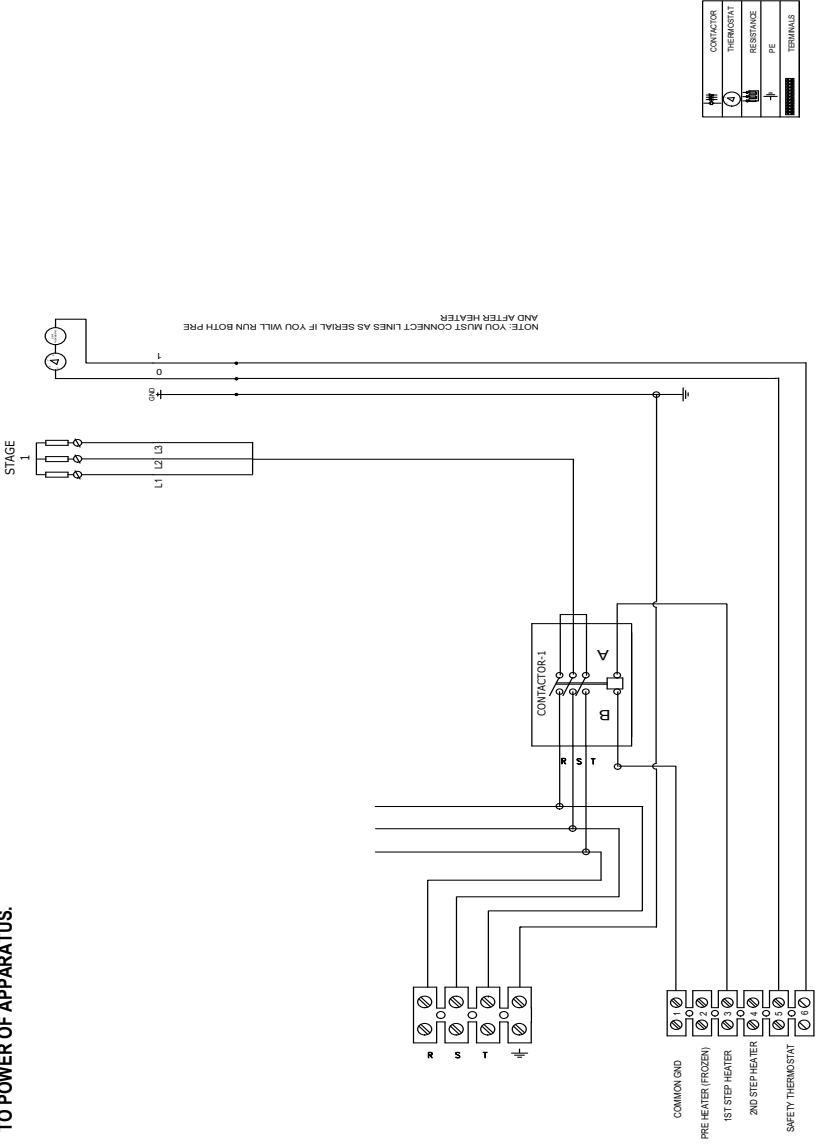 CONTACTOR
THERMOSTAT
RESISTANCE
PE
TERMINALS
NOTE: YOU MUST CONNECT LINES AS SERIAL IF YOU WILL RUN BOTH PRE
AND AFTER HEATER
1
0
GND
STAGE
1
L3
L2
L1
CONTACTOR-1
A
B
R S T
TO POWER OF APPARATUS.
R
S
T
1
2
3
4
5
6
COMMON GND
PRE HEATER (FROZEN)
1ST STEP HEATER
2ND STEP HEATER
SAFETY THERMOSTAT